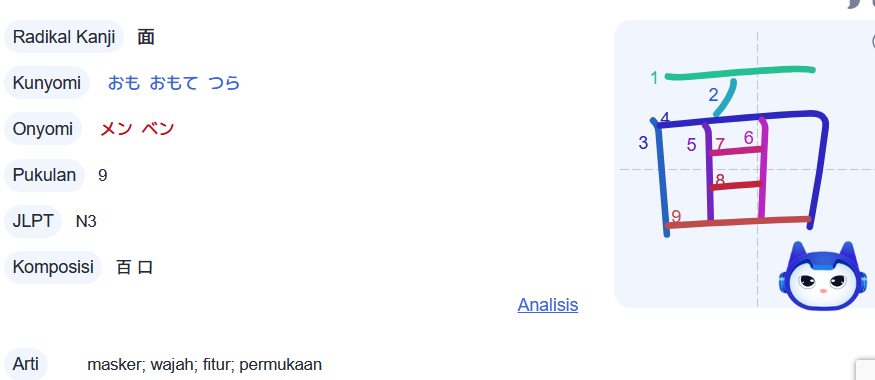 Radikal Kanji 面
Kunyomi おも おもて つら
Onyomi メン ベン
Pukulan 9
JLPT N3
Komposisi 百 口
Analisis
Arti masker; wajah; fitur; permukaan
1
2
3 4 5 6 7
8
9